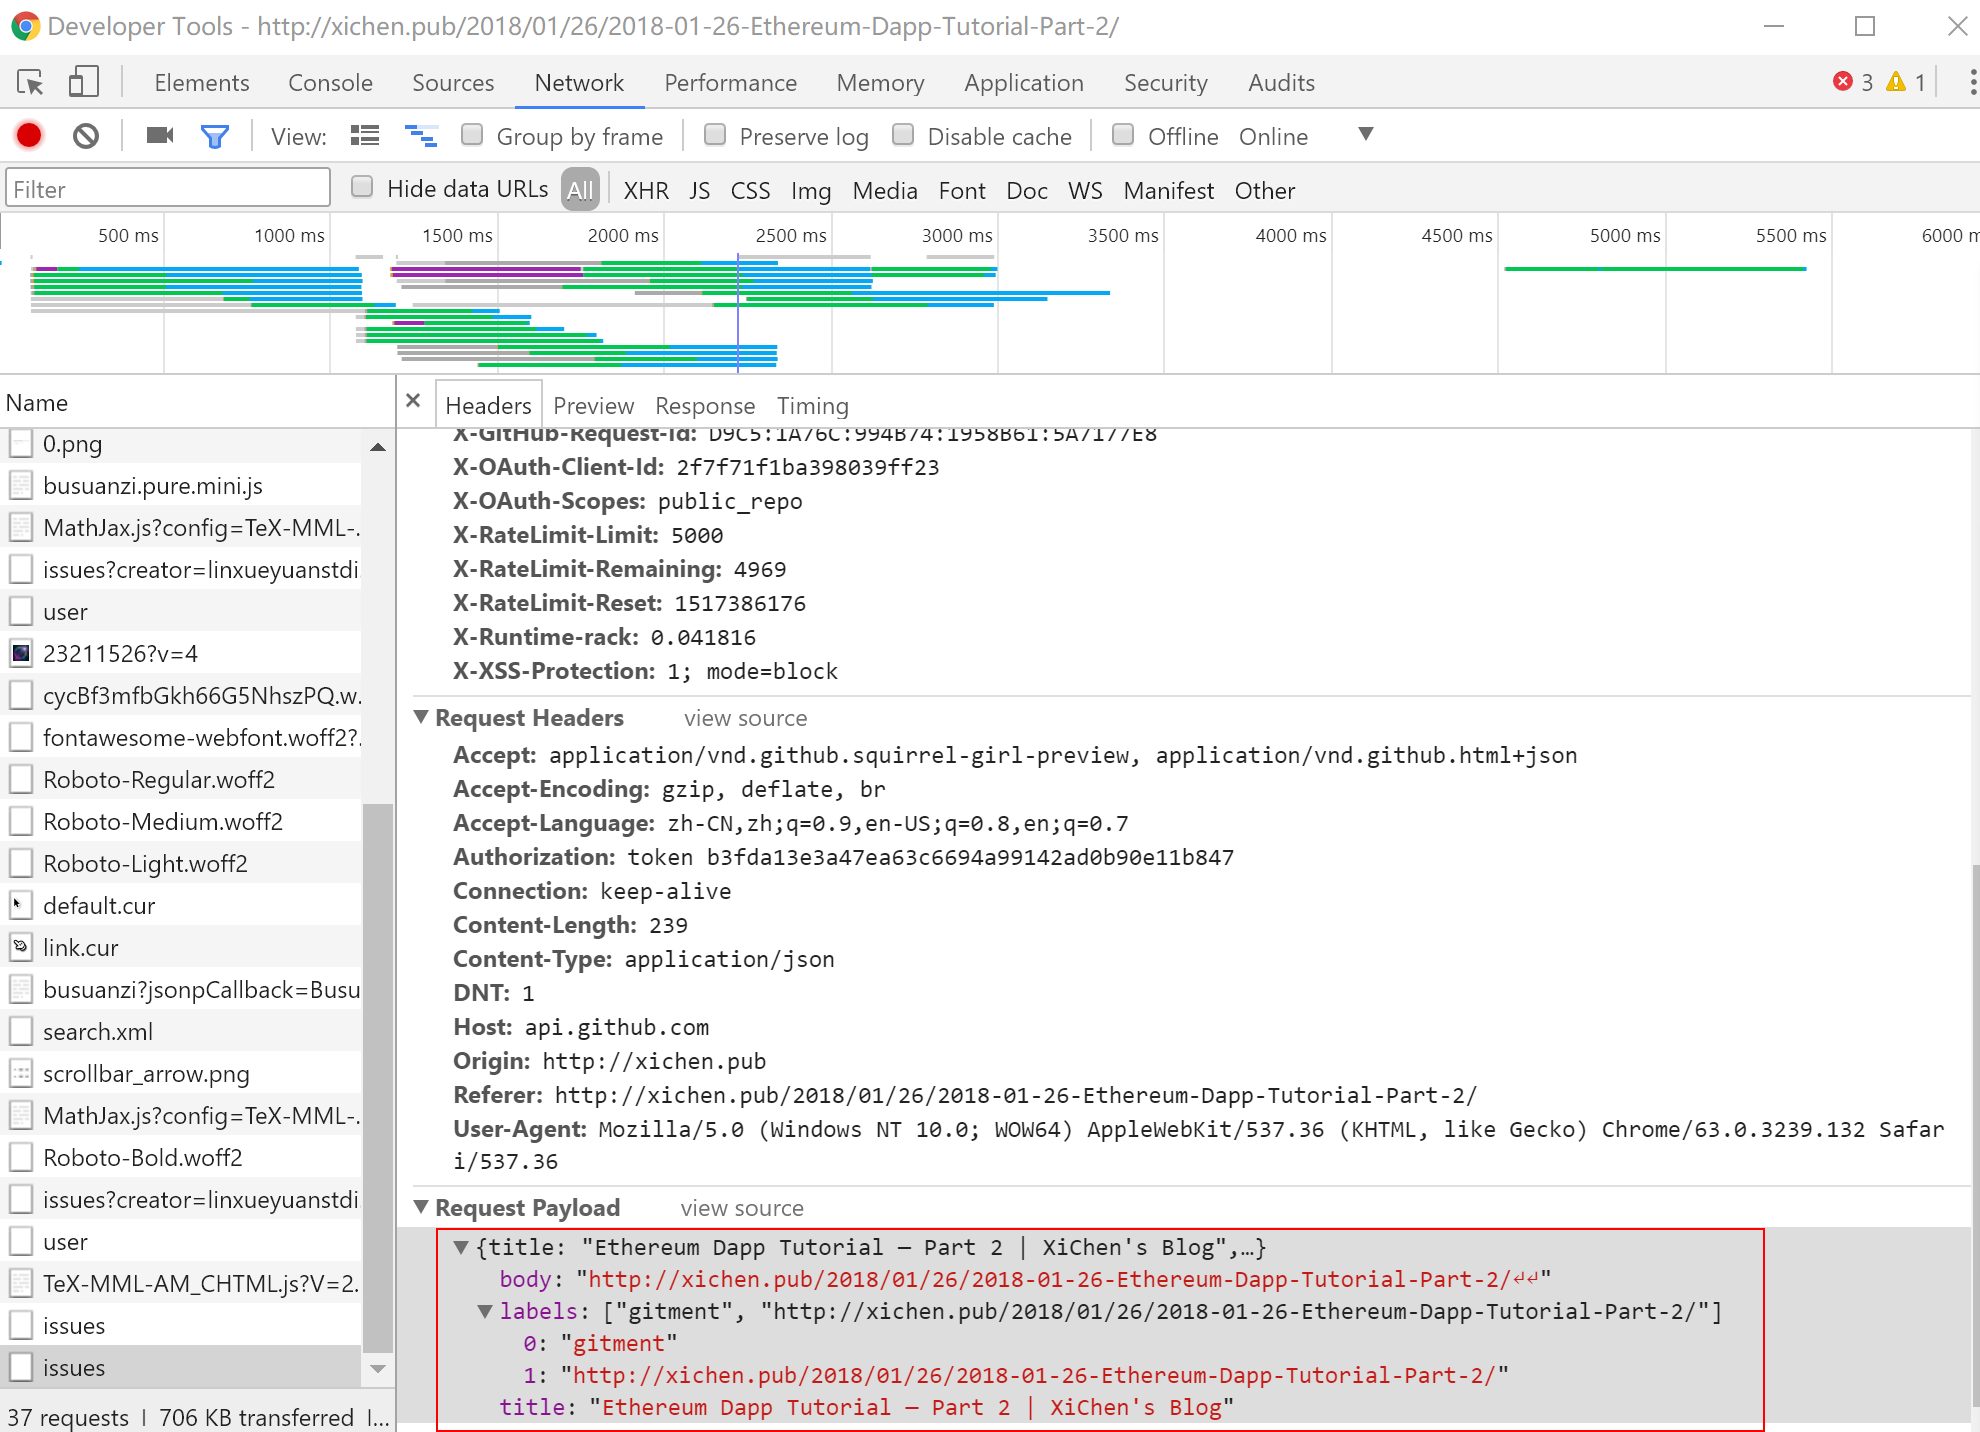 Developer Tools - http://xichen.pub/2018/01/26/2018-01-26-Ethereum-Dapp-Tutorial-Part-2/
Elements Console Sources Network Performance Memory Application Security Audits 3 1
View: Group by frame Preserve log Disable cache Offline Online
Filter Hide data URLs All XHR JS CSS Img Media Font Doc WS Manifest Other
500 ms 1000 ms 1500 ms 2000 ms 2500 ms 3000 ms 3500 ms 4000 ms 4500 ms 5000 ms 5500 ms 6000 m
Name
0.png
busuanzi.pure.mini.js
MathJax.js?config=TeX-MML-.
issues?creator=linxueyuanstdi
user
23211526?v=4
cycBf3mfbGkh66G5NhszPQ.w.
fontawesome-webfont.woff2?.
Roboto-Regular.woff2
Roboto-Medium.woff2
Roboto-Light.woff2
default.cur
link.cur
busuanzi?jsonpCallback=Busu
search.xml
scrollbar_arrow.png
MathJax.js?config=TeX-MML-.
Roboto-Bold.woff2
issues?creator=linxueyuanstdi
user
TeX-MML-AM_CHTML.js?V=2.
issues
issues
37 requests | 706 KB transferred | ...
× Headers Preview Response Timing
X-GitHub-Request-Id: D9C5:1A76C:994B74:1958B61:5A7177E8
X-OAuth-Client-Id: 2f7f71f1ba398039ff23
X-OAuth-Scopes: public_repo
X-RateLimit-Limit: 5000
X-RateLimit-Remaining: 4969
X-RateLimit-Reset: 1517386176
X-Runtime-rack: 0.041816
X-XSS-Protection: 1; mode=block
Request Headers view source
Accept: application/vnd.github.squirrel-girl-preview, application/vnd.github.html+json
Accept-Encoding: gzip, deflate, br
Accept-Language: zh-CN,zh;q=0.9,en-US;q=0.8,en;q=0.7
Authorization: token b3fda13e3a47ea63c6694a99142ad0b90e11b847
Connection: keep-alive
Content-Length: 239
Content-Type: application/json
DNT: 1
Host: api.github.com
Origin: http://xichen.pub
Referer: http://xichen.pub/2018/01/26/2018-01-26-Ethereum-Dapp-Tutorial-Part-2/
User-Agent: Mozilla/5.0 (Windows NT 10.0; WOW64) AppleWebKit/537.36 (KHTML, like Gecko) Chrome/63.0.3239.132 Safar
i/537.36
Request Payload view source
{title: "Ethereum Dapp Tutorial — Part 2 | XiChen's Blog",…}
body: "http://xichen.pub/2018/01/26/2018-01-26-Ethereum-Dapp-Tutorial-Part-2/↵↵"
labels: ["gitment", "http://xichen.pub/2018/01/26/2018-01-26-Ethereum-Dapp-Tutorial-Part-2/"]
0: "gitment"
1: "http://xichen.pub/2018/01/26/2018-01-26-Ethereum-Dapp-Tutorial-Part-2/"
title: "Ethereum Dapp Tutorial — Part 2 | XiChen's Blog"